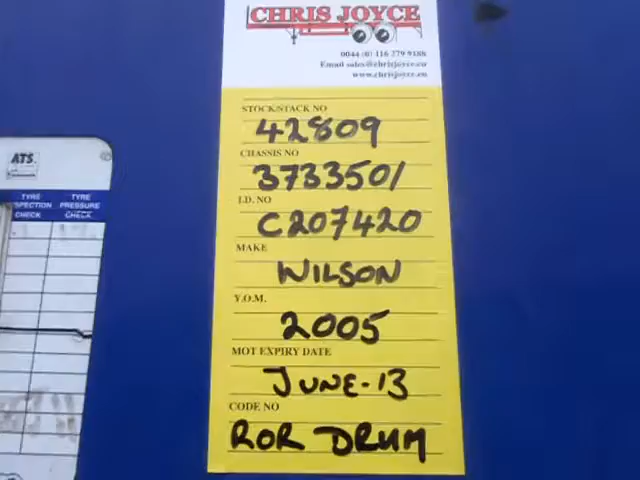 CHRIS JOYCE
0044 (0) 116 279 9188
Email sales@chrisjoyce.eu
www.chrisjoyce.eu
STOCK/STACK NO
42809
CHASSIS NO
3733501
I.D. NO
C207420
MAKE
WILSON
Y.O.M.
2005
MOT EXPIRY DATE
JUNE-13
CODE NO
ROR DRUM
ATS
TYRE TYRE
SPECTION PRESSURE
CHECK CHECK